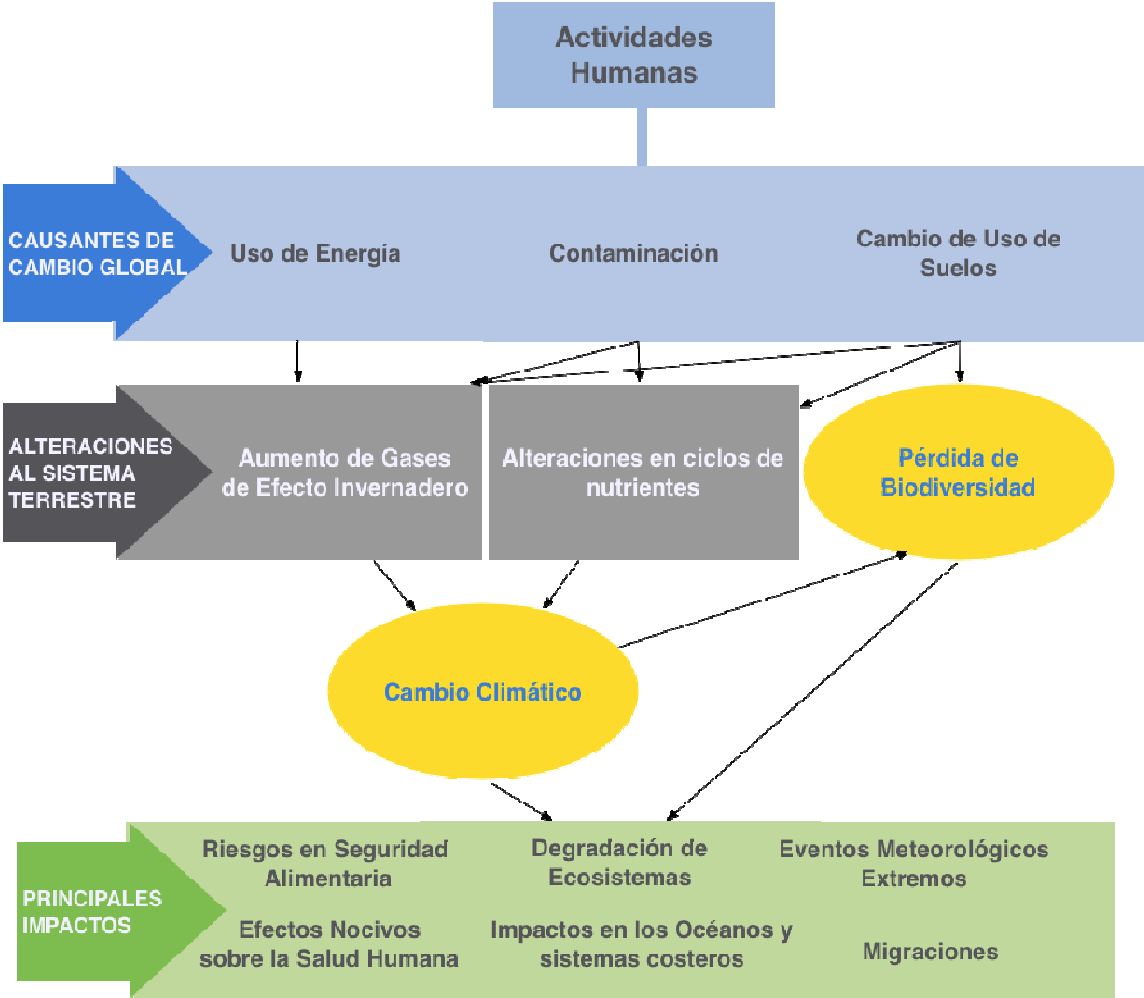 Actividades
Humanas
CAUSANTES DE
CAMBIO GLOBAL
Uso de Energía
Contaminación
Cambio de Uso de
Suelos
ALTERACIONES
AL SISTEMA
TERRESTRE
Aumento de Gases
de Efecto Invernadero
Alteraciones en ciclos de
nutrientes
Pérdida de
Biodiversidad
Cambio Climático
PRINCIPALES
IMPACTOS
Riesgos en Seguridad
Alimentaria
Degradación de
Ecosistemas
Eventos Meteorológicos
Extremos
Efectos Nocivos
sobre la Salud Humana
Impactos en los Océanos y
sistemas costeros
Migraciones